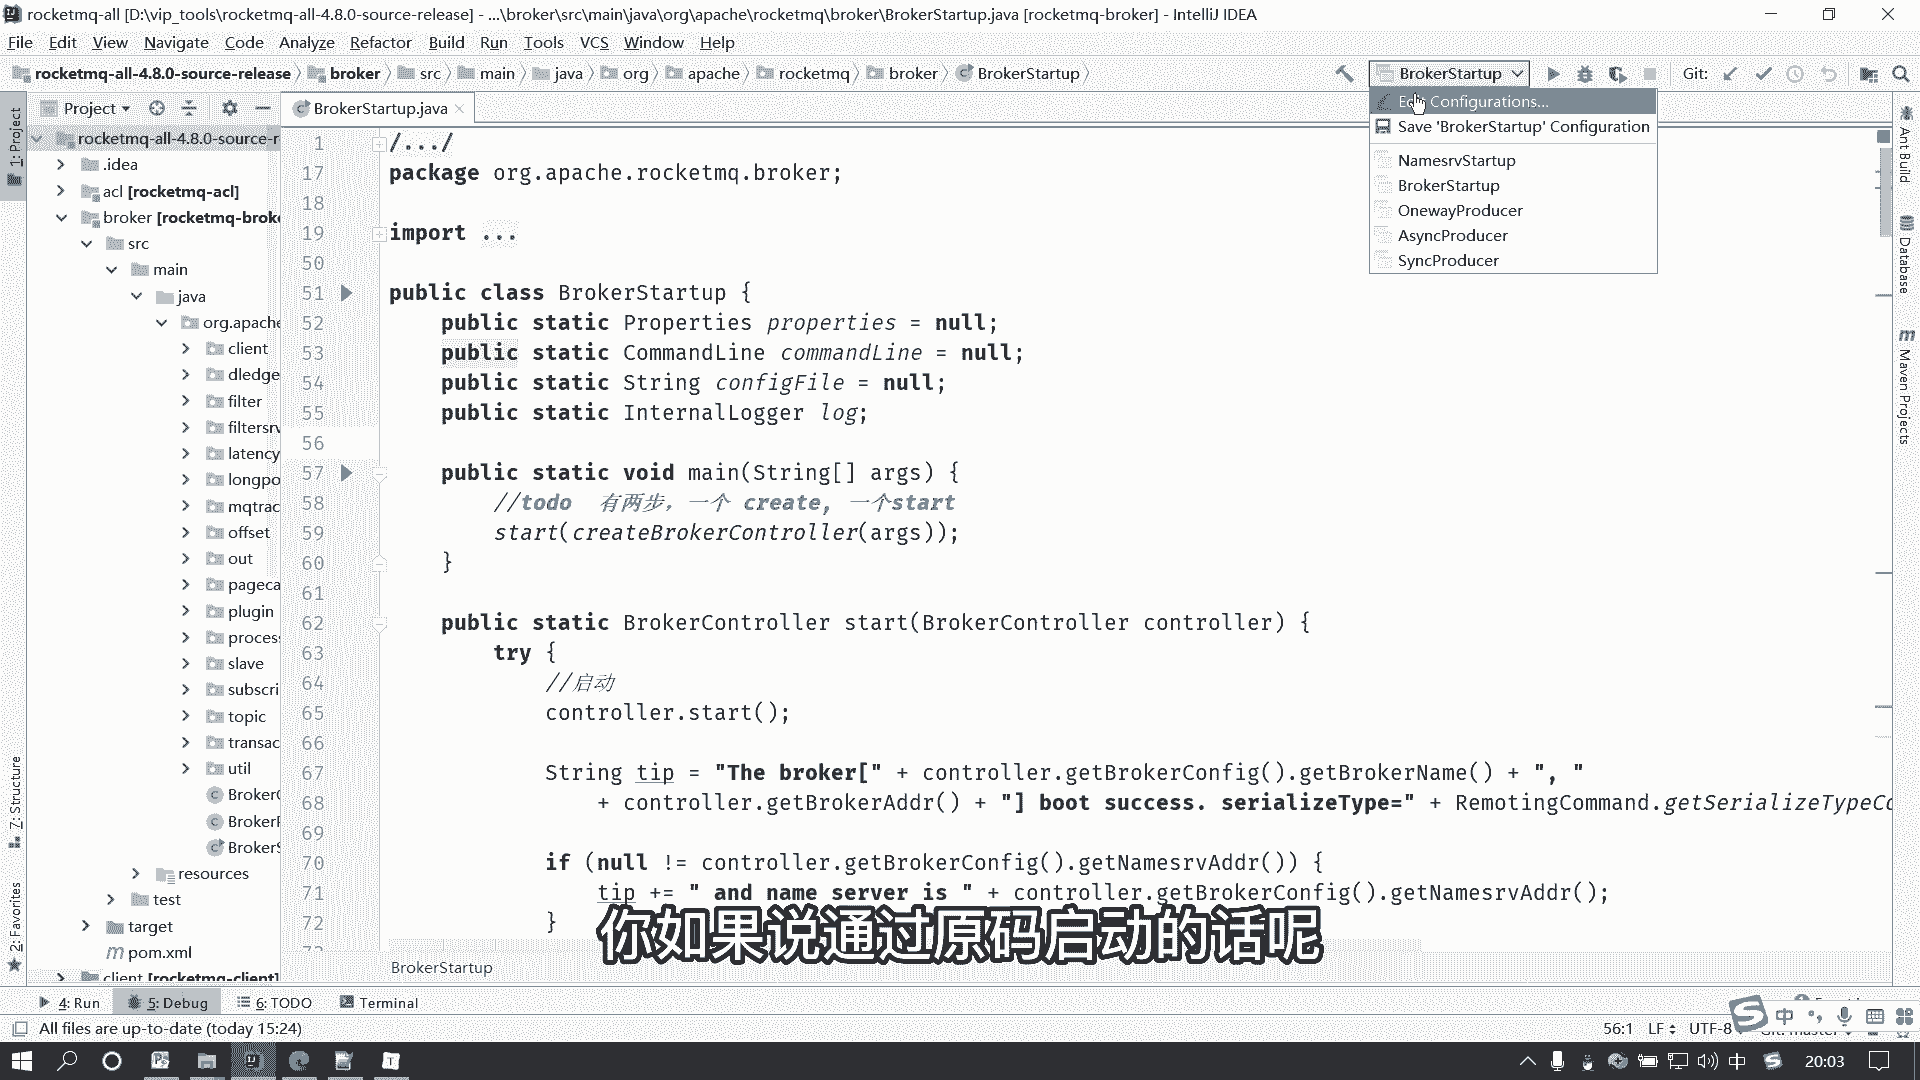 rocketmq-all [D:\vip_tools\rocketmq-all-4.8.0-source-release] - ...\broker\src\main\java\org\apache\rocketmq\broker\BrokerStartup.java [rocketmq-broker] - IntelliJ IDEA
File Edit View Navigate Code Analyze Refactor Build Run Tools VCS Window Help
rocketmq-all-4.8.0-source-release broker src main java org apache rocketmq broker BrokerStartup BrokerStartup Git:
Project BrokerStartup.java
Configurations...
Save 'BrokerStartup' Configuration
NamesrvStartup
BrokerStartup
OnewayProducer
AsyncProducer
SyncProducer
1: Project
7: Structure
2: Favorites
rocketmq-all-4.8.0-source-r
.idea
acl [rocketmq-acl]
broker [rocketmq-broke
src
main
java
org.apache
client
dledge
filter
filtersrv
latency
longpo
mqtrac
offset
out
pageca
plugin
process
slave
subscri
topic
transac
util
Broker
Broker
Broker
resources
test
target
pom.xml
client [rocketmq-client]
1 /.../
17 package org.apache.rocketmq.broker;
18
19 import ...
50
51 public class BrokerStartup {
52 public static Properties properties = null;
53 public static CommandLine commandLine = null;
54 public static String configFile = null;
55 public static InternalLogger log;
56
57 public static void main(String[] args) {
58 //todo 有两步，一个 create, 一个start
59 start(createBrokerController(args));
60 }
61
62 public static BrokerController start(BrokerController controller) {
63 try {
64 //启动
65 controller.start();
66
67 String tip = "The broker[" + controller.getBrokerConfig().getBrokerName() + ", "
68 + controller.getBrokerAddr() + "] boot success. serializeType=" + RemotingCommand.getSerializeTypeCo
69
70 if (null != controller.getBrokerConfig().getNamesrvAddr()) {
71 tip += " and name server is " + controller.getBrokerConfig().getNamesrvAddr();
72 }
你如果说通过原码启动的话呢
BrokerStartup
Ant Build
Database
Maven Projects
4: Run 5: Debug 6: TODO Terminal
All files are up-to-date (today 15:24) 56:1 LF UTF-8
中
中 20:03